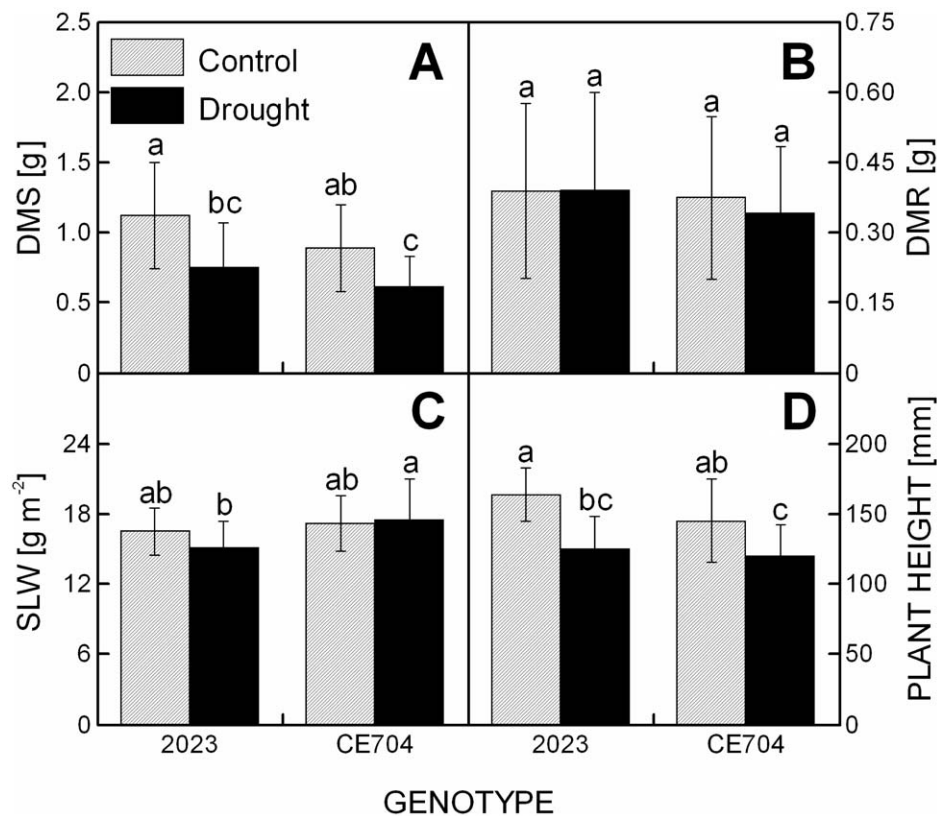 2.5
2.0
1.5
1.0
0.5
0
DMS [g]
Control
Drought
A
a
bc
ab
c
B
a
a
a
a
0.75
0.60
0.45
0.30
0.15
0
DMR [g]
24
18
12
6
0
SLW [g m⁻²]
C
ab
b
ab
a
D
a
bc
ab
c
200
150
100
50
0
PLANT HEIGHT [mm]
2023 CE704 2023 CE704
GENOTYPE